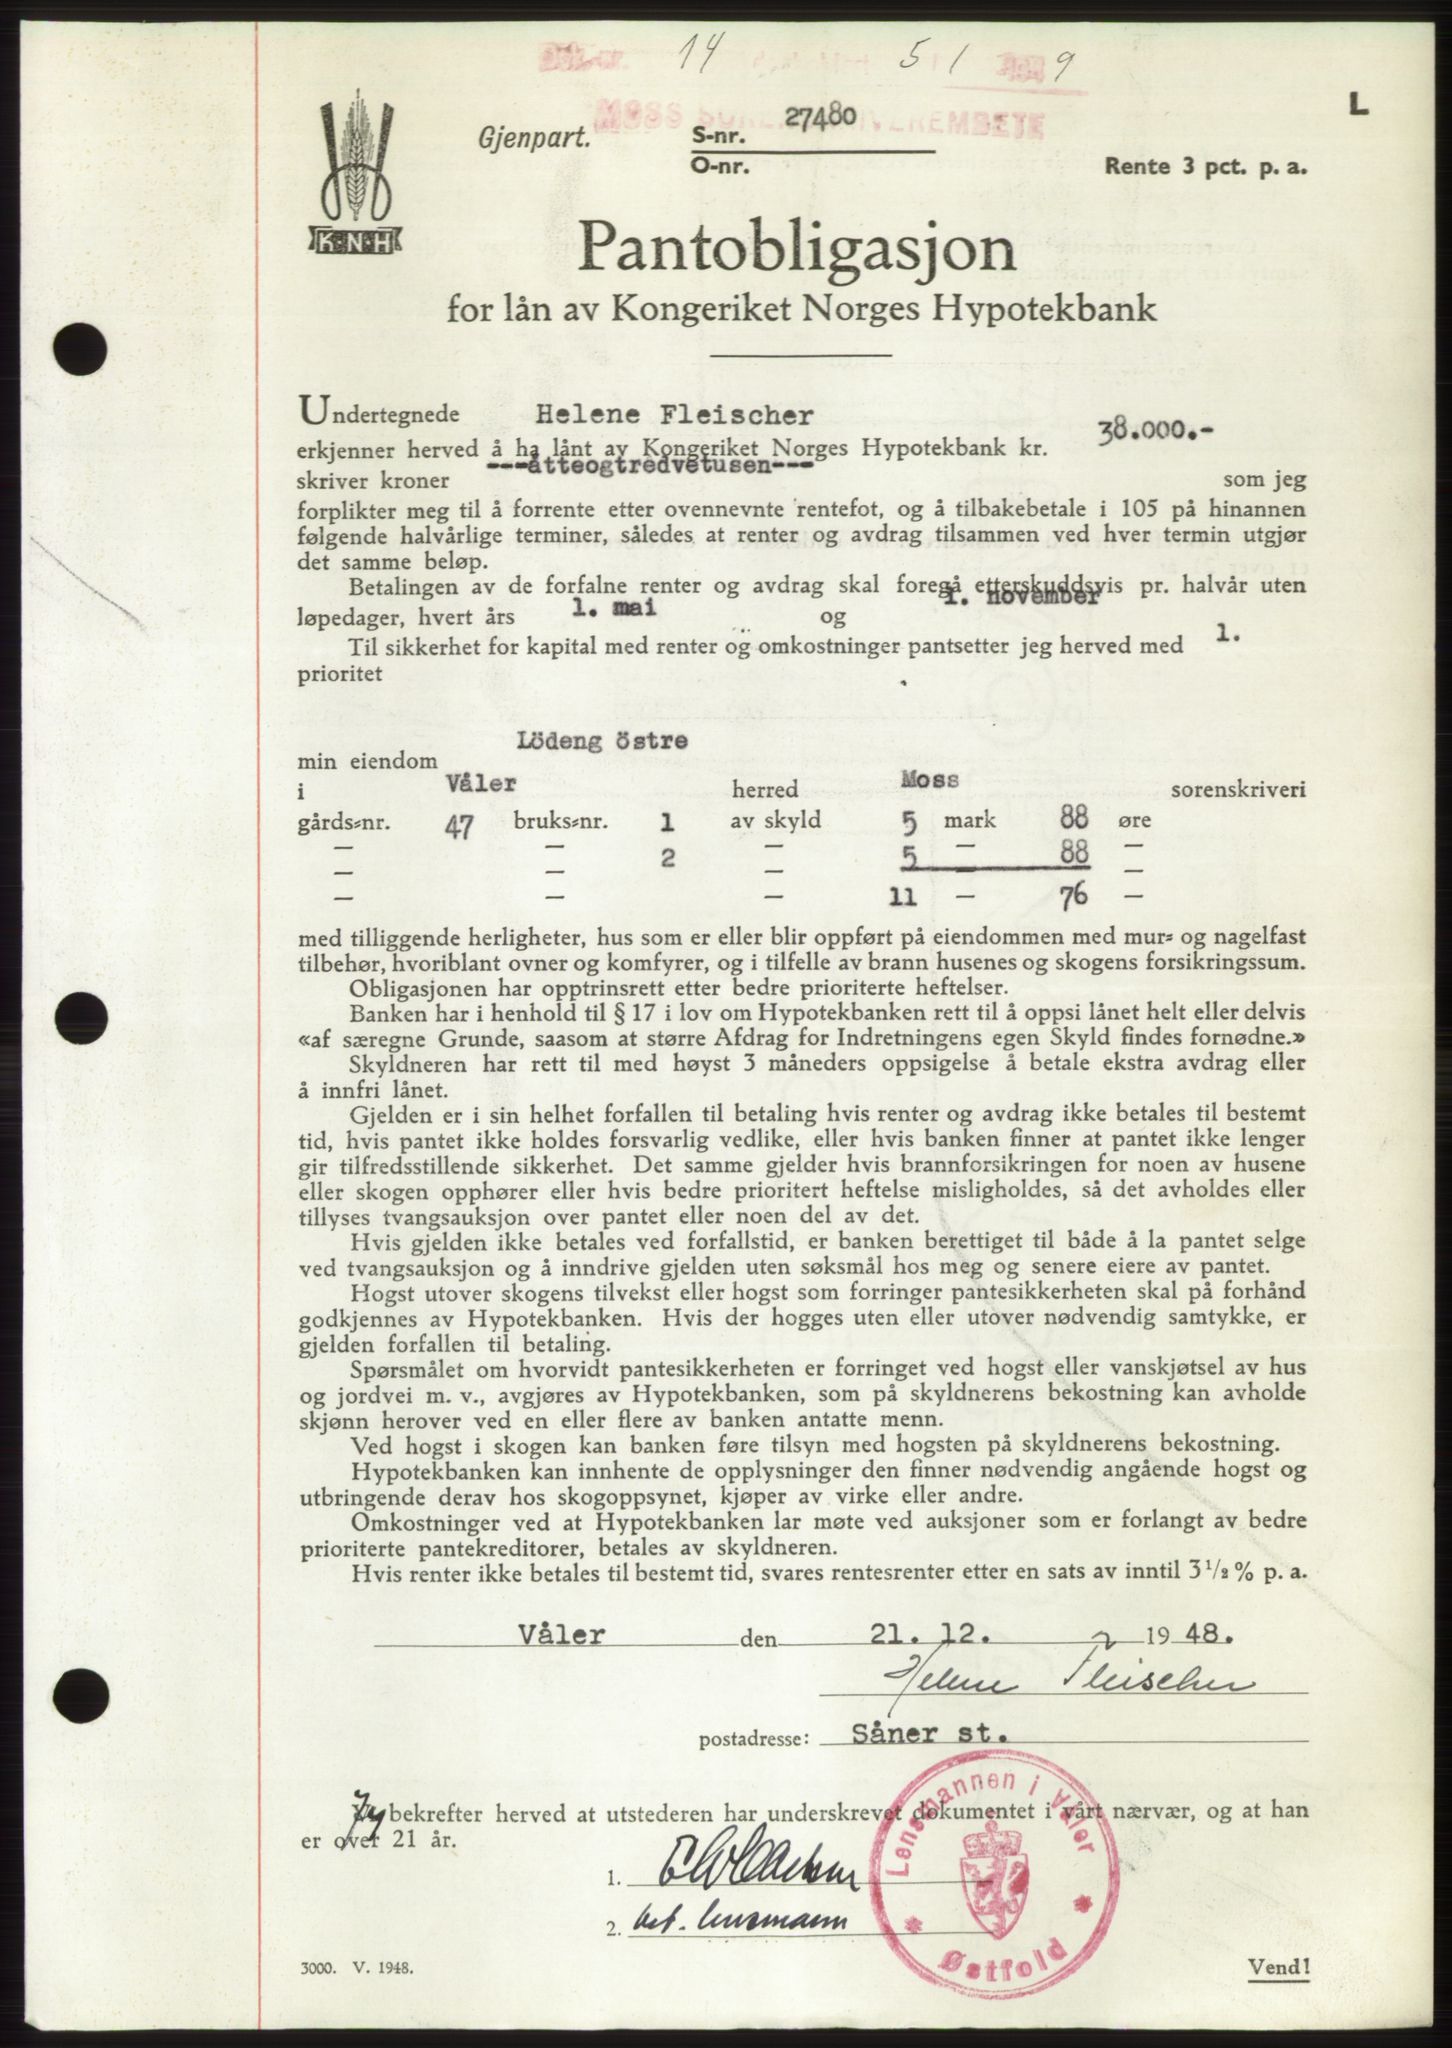 14 5/1 9
MOSS SORENSKRIVEREMBETE
L
Gjenpart.
S-nr. 27480
O-nr.
Rente 3 pct. p. a.
K·N·H
Pantobligasjon
for lån av Kongeriket Norges Hypotekbank
Undertegnede Helene Fleischer
erkjenner herved å ha lånt av Kongeriket Norges Hypotekbank kr. 38.000.-
skriver kroner ---åtteogtredvetusen--- som jeg
forplikter meg til å forrente etter ovennevnte rentefot, og å tilbakebetale i 105 på hinannen
følgende halvårlige terminer, således at renter og avdrag tilsammen ved hver termin utgjør
det samme beløp.
Betalingen av de forfalne renter og avdrag skal foregå etterskuddsvis pr. halvår uten
løpedager, hvert års 1. mai og 1. november
Til sikkerhet for kapital med renter og omkostninger pantsetter jeg herved med 1.
prioritet
min eiendom Lödeng östre
i Våler herred Moss sorenskriveri
gårds-nr. 47 bruks-nr. 1 av skyld 5 mark 88 øre
— — 2 — 5 — 88 —
— — — 11 — 76 —
med tilliggende herligheter, hus som er eller blir oppført på eiendommen med mur- og nagelfast
tilbehør, hvoriblant ovner og komfyrer, og i tilfelle av brann husenes og skogens forsikringssum.
Obligasjonen har opptrinsrett etter bedre prioriterte heftelser.
Banken har i henhold til § 17 i lov om Hypotekbanken rett til å oppsi lånet helt eller delvis
«af særegne Grunde, saasom at større Afdrag for Indretningens egen Skyld findes fornødne.»
Skyldneren har rett til med høyst 3 måneders oppsigelse å betale ekstra avdrag eller
å innfri lånet.
Gjelden er i sin helhet forfallen til betaling hvis renter og avdrag ikke betales til bestemt
tid, hvis pantet ikke holdes forsvarlig vedlike, eller hvis banken finner at pantet ikke lenger
gir tilfredsstillende sikkerhet. Det samme gjelder hvis brannforsikringen for noen av husene
eller skogen opphører eller hvis bedre prioritert heftelse misligholdes, så det avholdes eller
tillyses tvangsauksjon over pantet eller noen del av det.
Hvis gjelden ikke betales ved forfallstid, er banken berettiget til både å la pantet selge
ved tvangsauksjon og å inndrive gjelden uten søksmål hos meg og senere eiere av pantet.
Hogst utover skogens tilvekst eller hogst som forringer pantesikkerheten skal på forhånd
godkjennes av Hypotekbanken. Hvis der hogges uten eller utover nødvendig samtykke, er
gjelden forfallen til betaling.
Spørsmålet om hvorvidt pantesikkerheten er forringet ved hogst eller vanskjøtsel av hus
og jordvei m. v., avgjøres av Hypotekbanken, som på skyldnerens bekostning kan avholde
skjønn herover ved en eller flere av banken antatte menn.
Ved hogst i skogen kan banken føre tilsyn med hogsten på skyldnerens bekostning.
Hypotekbanken kan innhente de opplysninger den finner nødvendig angående hogst og
utbringende derav hos skogoppsynet, kjøper av virke eller andre.
Omkostninger ved at Hypotekbanken lar møte ved auksjoner som er forlangt av bedre
prioriterte pantekreditorer, betales av skyldneren.
Hvis renter ikke betales til bestemt tid, svares rentesrenter etter en sats av inntil 3 1/2 % p. a.
Våler den 21. 12. 1948.
Helene Fleischer
postadresse: Såner st.
Jeg bekrefter herved at utstederen har underskrevet dokumentet i vårt nærvær, og at han
er over 21 år.
1.
2. lensmann
Lensmannen i Våler
* Østfold *
3000. V. 1948.
Vend!